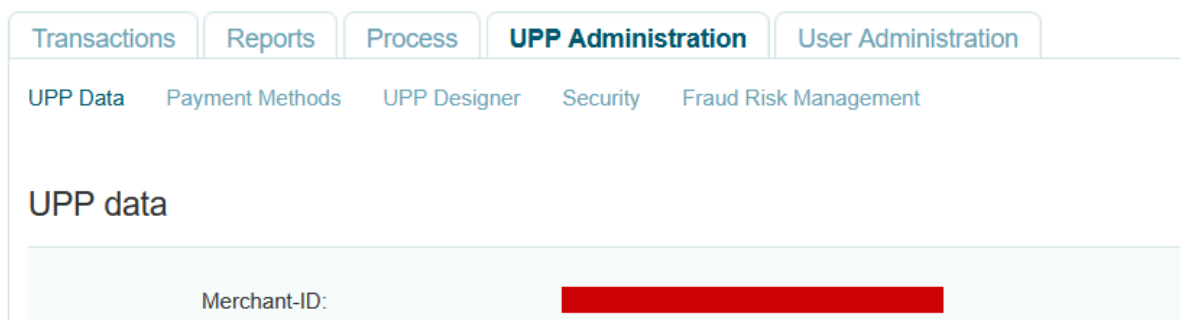 Transactions Reports Process UPP Administration User Administration
UPP Data Payment Methods UPP Designer Security Fraud Risk Management
UPP data
Merchant-ID: